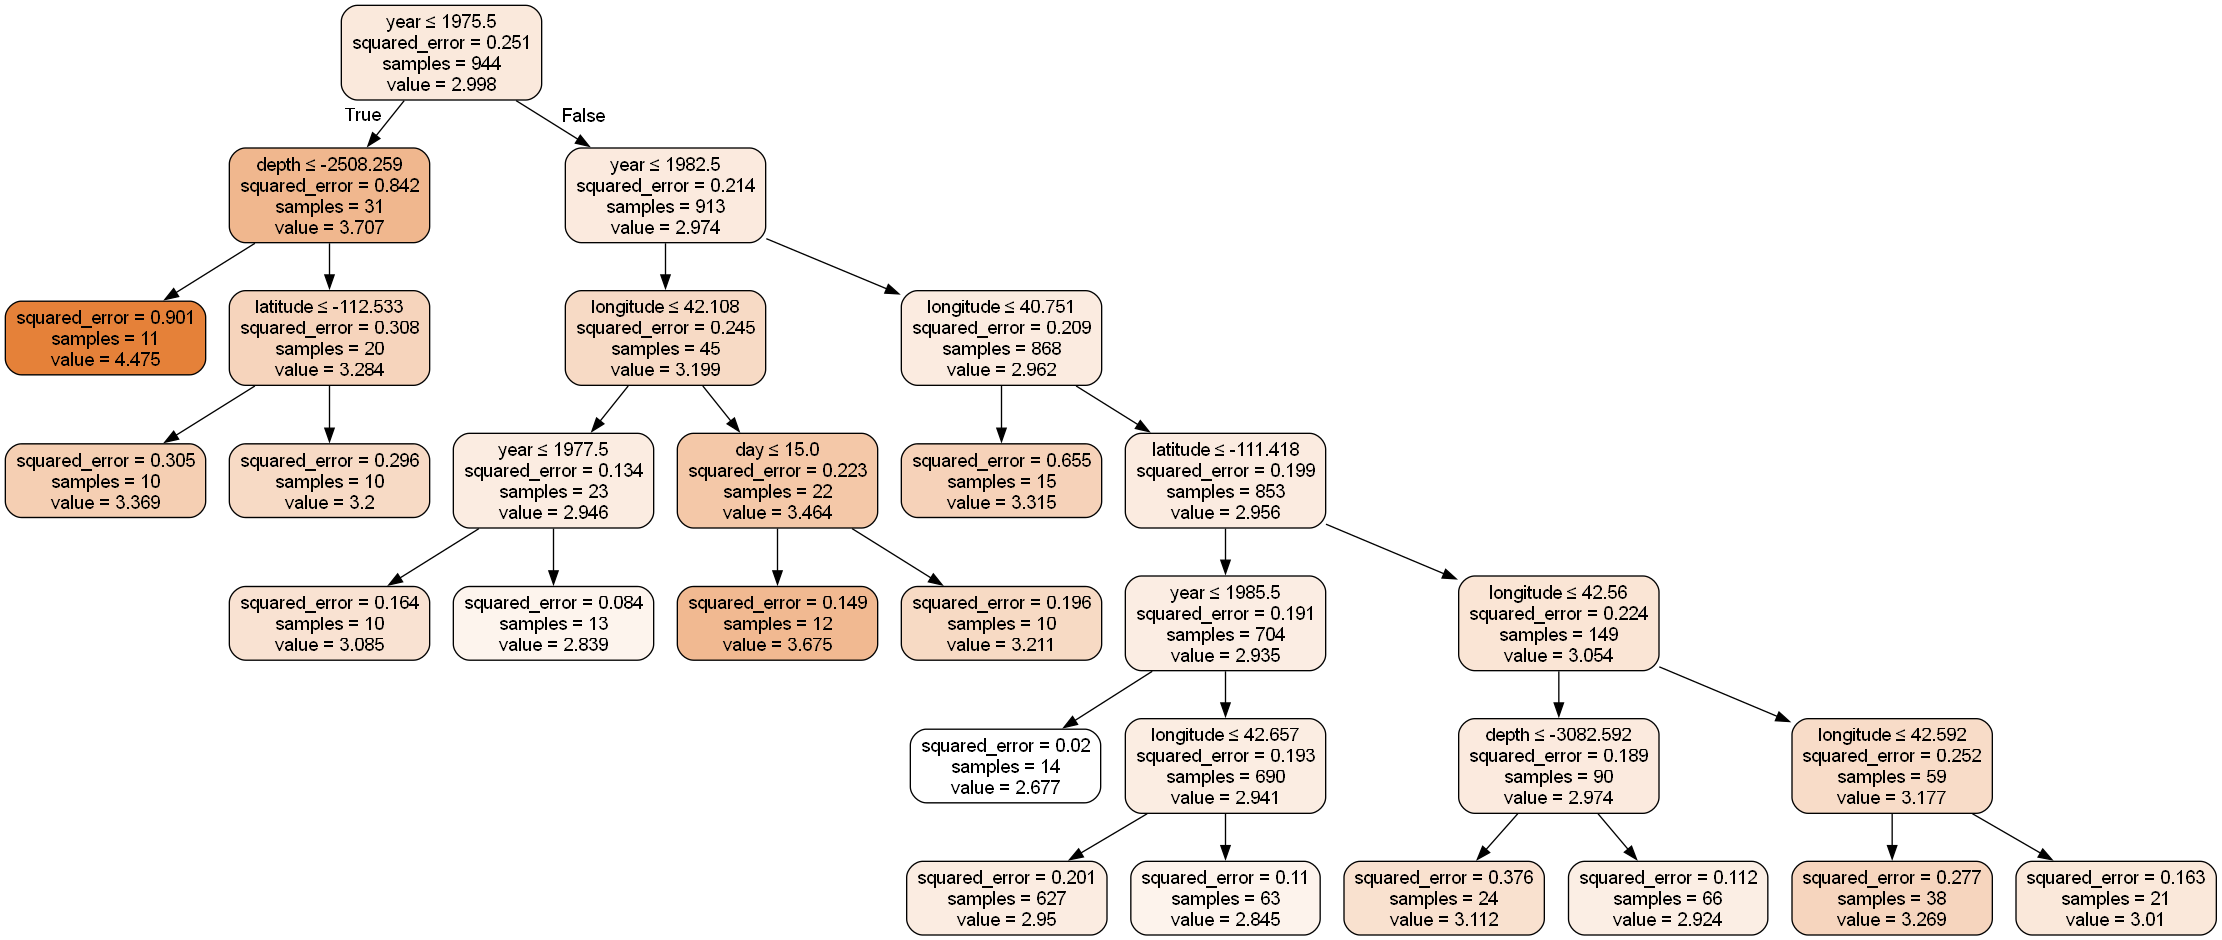 year ≤ 1975.5
squared_error = 0.251
samples = 944
value = 2.998
True
False
depth ≤ -2508.259
squared_error = 0.842
samples = 31
value = 3.707
year ≤ 1982.5
squared_error = 0.214
samples = 913
value = 2.974
squared_error = 0.901
samples = 11
value = 4.475
latitude ≤ -112.533
squared_error = 0.308
samples = 20
value = 3.284
longitude ≤ 42.108
squared_error = 0.245
samples = 45
value = 3.199
longitude ≤ 40.751
squared_error = 0.209
samples = 868
value = 2.962
squared_error = 0.305
samples = 10
value = 3.369
squared_error = 0.296
samples = 10
value = 3.2
year ≤ 1977.5
squared_error = 0.134
samples = 23
value = 2.946
day ≤ 15.0
squared_error = 0.223
samples = 22
value = 3.464
squared_error = 0.655
samples = 15
value = 3.315
latitude ≤ -111.418
squared_error = 0.199
samples = 853
value = 2.956
squared_error = 0.164
samples = 10
value = 3.085
squared_error = 0.084
samples = 13
value = 2.839
squared_error = 0.149
samples = 12
value = 3.675
squared_error = 0.196
samples = 10
value = 3.211
year ≤ 1985.5
squared_error = 0.191
samples = 704
value = 2.935
longitude ≤ 42.56
squared_error = 0.224
samples = 149
value = 3.054
squared_error = 0.02
samples = 14
value = 2.677
longitude ≤ 42.657
squared_error = 0.193
samples = 690
value = 2.941
depth ≤ -3082.592
squared_error = 0.189
samples = 90
value = 2.974
longitude ≤ 42.592
squared_error = 0.252
samples = 59
value = 3.177
squared_error = 0.201
samples = 627
value = 2.95
squared_error = 0.11
samples = 63
value = 2.845
squared_error = 0.376
samples = 24
value = 3.112
squared_error = 0.112
samples = 66
value = 2.924
squared_error = 0.277
samples = 38
value = 3.269
squared_error = 0.163
samples = 21
value = 3.01